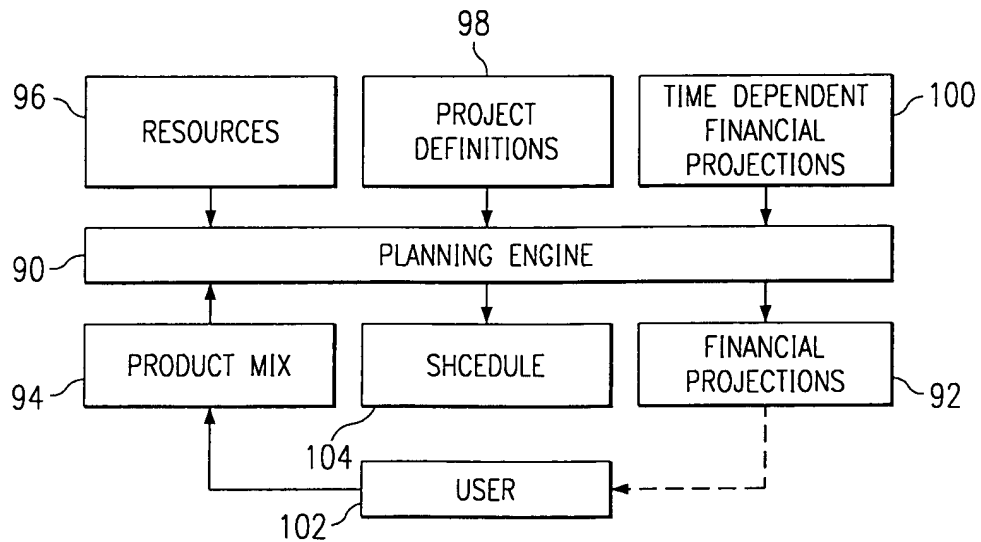 98
96
RESOURCES
PROJECT
DEFINITIONS
TIME DEPENDENT
FINANCIAL
PROJECTIONS
100
90
PLANNING ENGINE
94
PRODUCT MIX
SHCEDULE
FINANCIAL
PROJECTIONS
92
104
USER
102